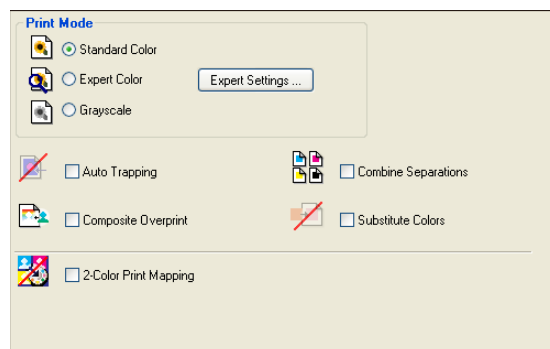 Print Mode
Standard Color
Expert Color
Expert Settings ...
Grayscale
Auto Trapping
Combine Separations
Composite Overprint
Substitute Colors
2-Color Print Mapping